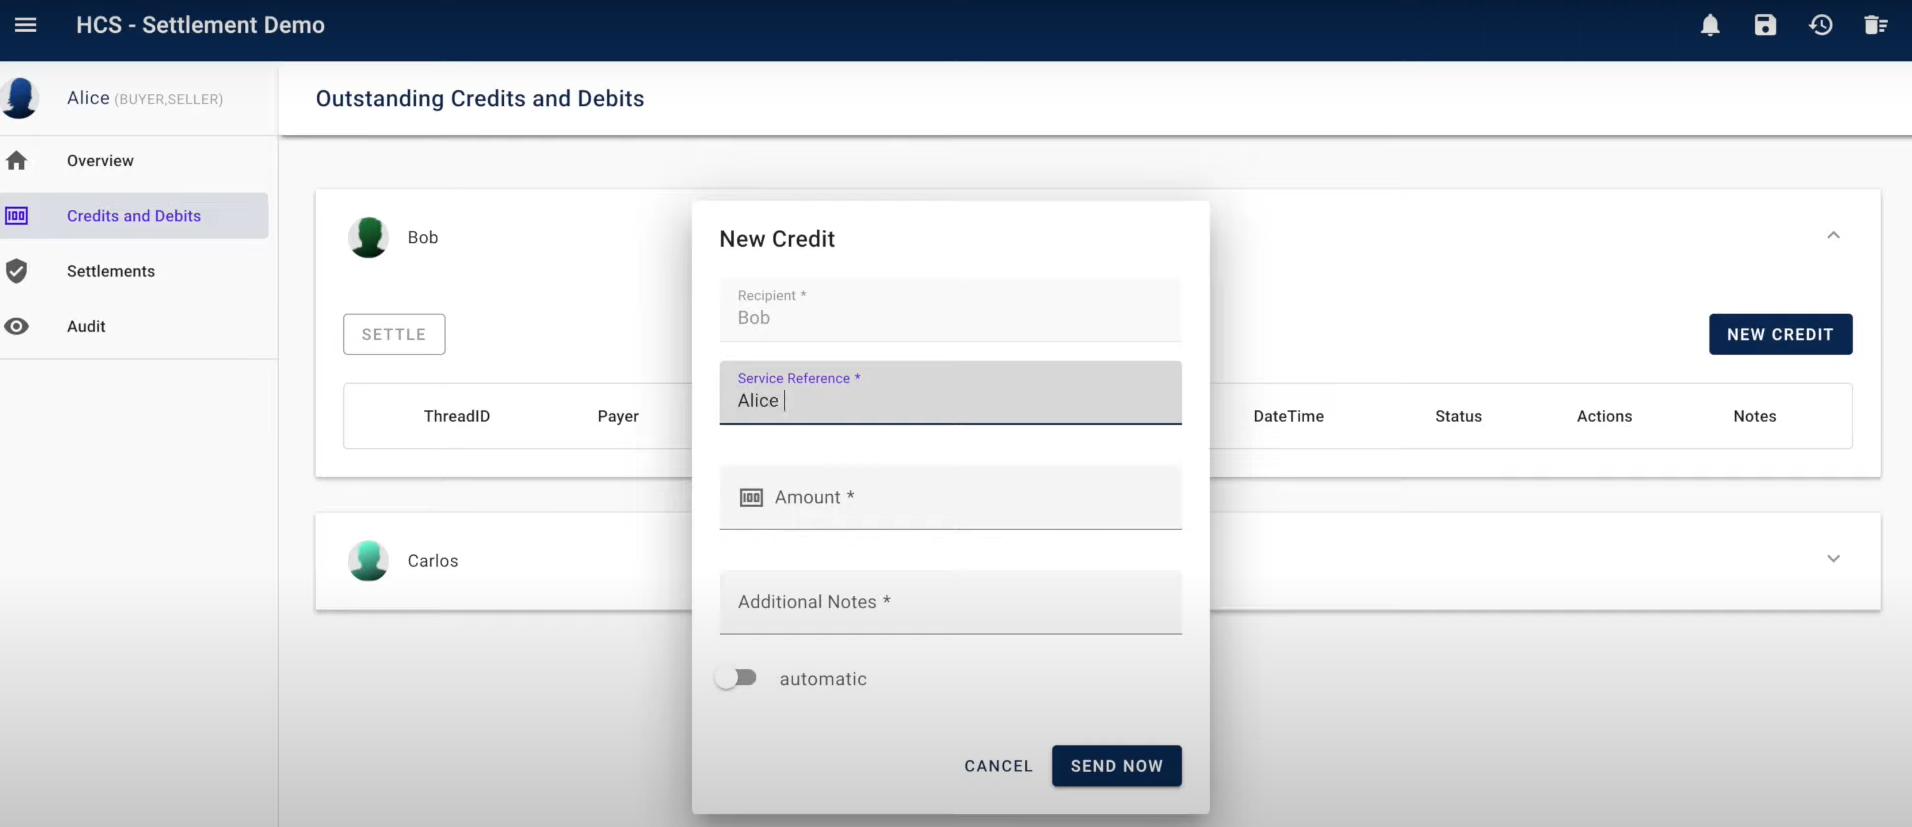 HCS - Settlement Demo
Alice (BUYER,SELLER)
Outstanding Credits and Debits
Overview
Credits and Debits
Settlements
Audit
Bob
SETTLE
NEW CREDIT
ThreadID Payer DateTime Status Actions Notes
Carlos
New Credit
Recipient *
Bob
Service Reference *
Alice
100 Amount *
Additional Notes *
automatic
CANCEL SEND NOW